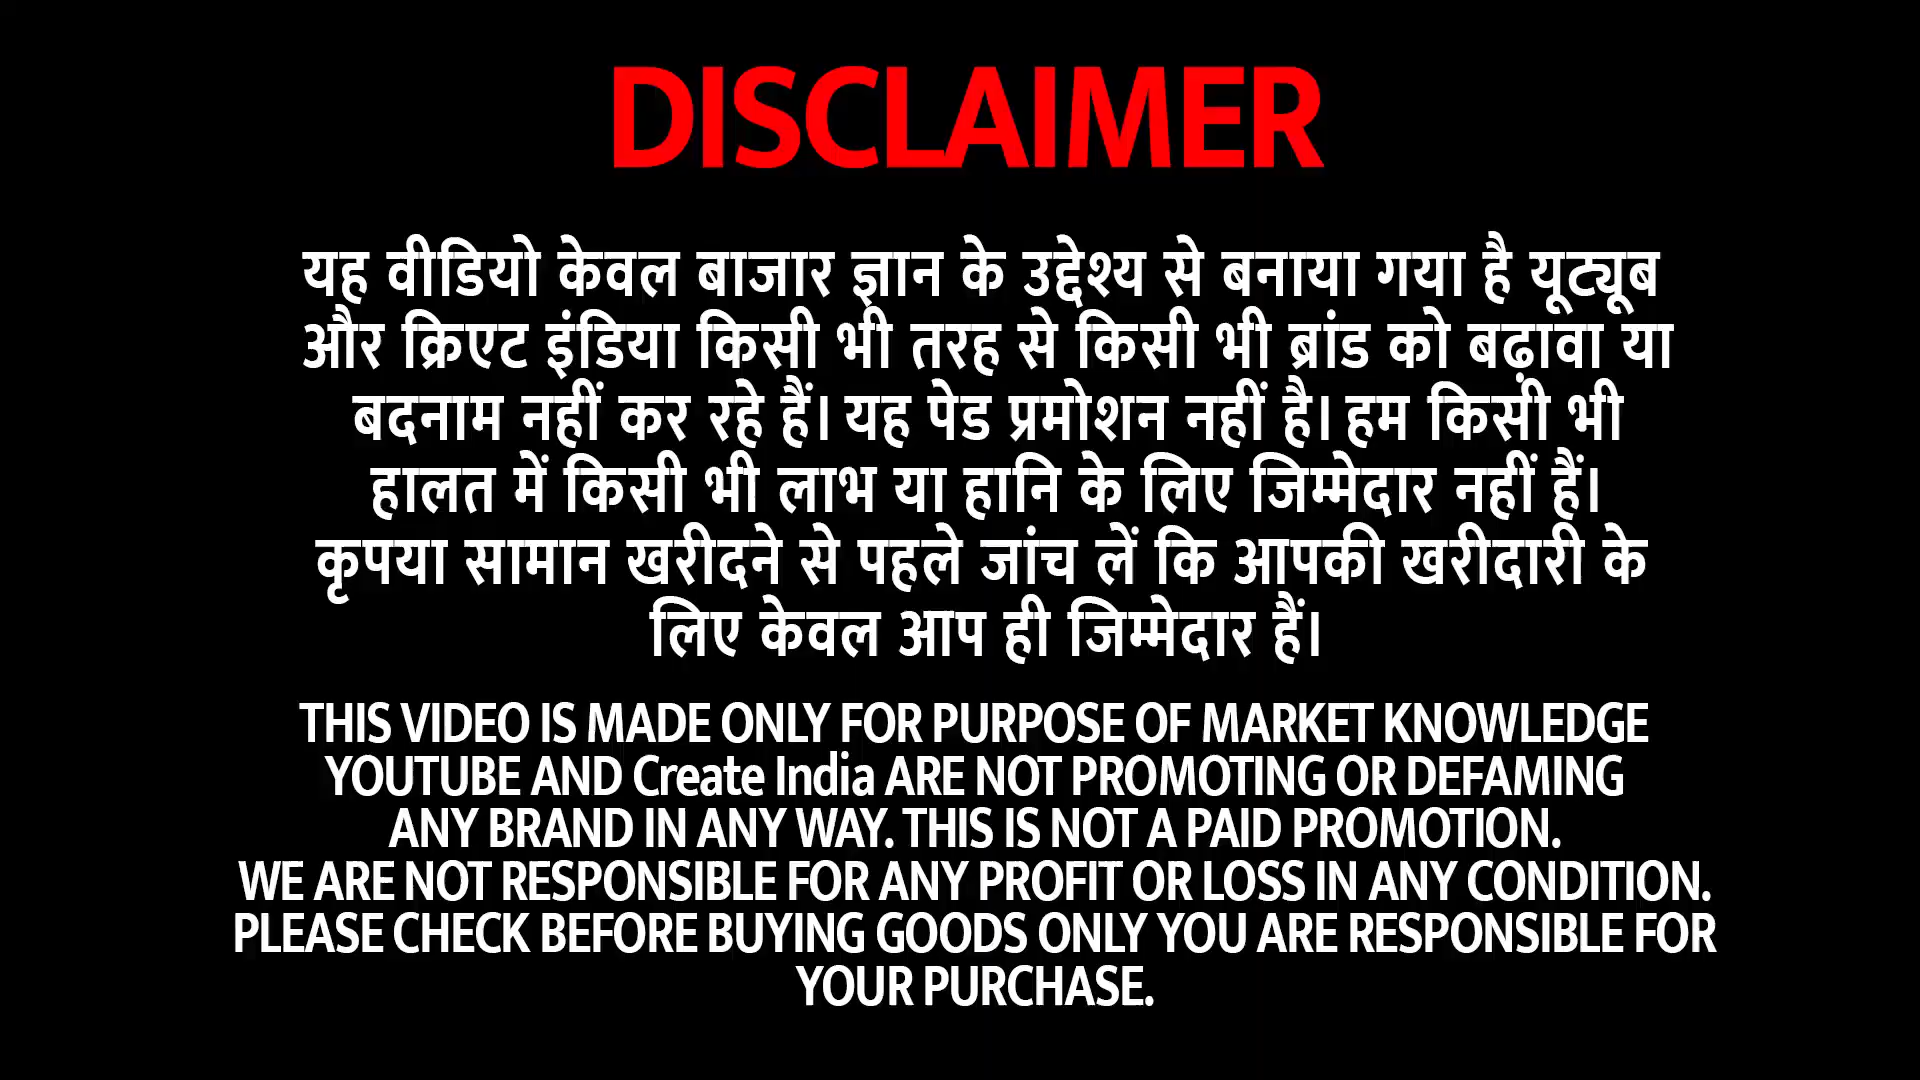 DISCLAIMER
यह वीडियो केवल बाजार ज्ञान के उद्देश्य से बनाया गया है यूट्यूब
और क्रिएट इंडिया किसी भी तरह से किसी भी ब्रांड को बढ़ावा या
बदनाम नहीं कर रहे हैं। यह पेड प्रमोशन नहीं है। हम किसी भी
हालत में किसी भी लाभ या हानि के लिए जिम्मेदार नहीं हैं।
कृपया सामान खरीदने से पहले जांच लें कि आपकी खरीदारी के
लिए केवल आप ही जिम्मेदार हैं।
THIS VIDEO IS MADE ONLY FOR PURPOSE OF MARKET KNOWLEDGE
YOUTUBE AND Create India ARE NOT PROMOTING OR DEFAMING
ANY BRAND IN ANY WAY. THIS IS NOT A PAID PROMOTION.
WE ARE NOT RESPONSIBLE FOR ANY PROFIT OR LOSS IN ANY CONDITION.
PLEASE CHECK BEFORE BUYING GOODS ONLY YOU ARE RESPONSIBLE FOR
YOUR PURCHASE.